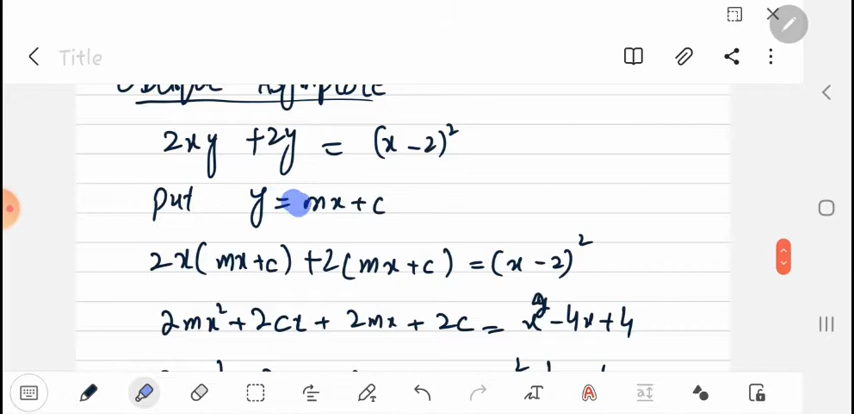 Title
2xy + 2y = (x - 2)²
put y = mx + c
2x(mx+c) + 2(mx+c) = (x - 2)²
2mx² + 2cx + 2mx + 2c = x² - 4x + 4